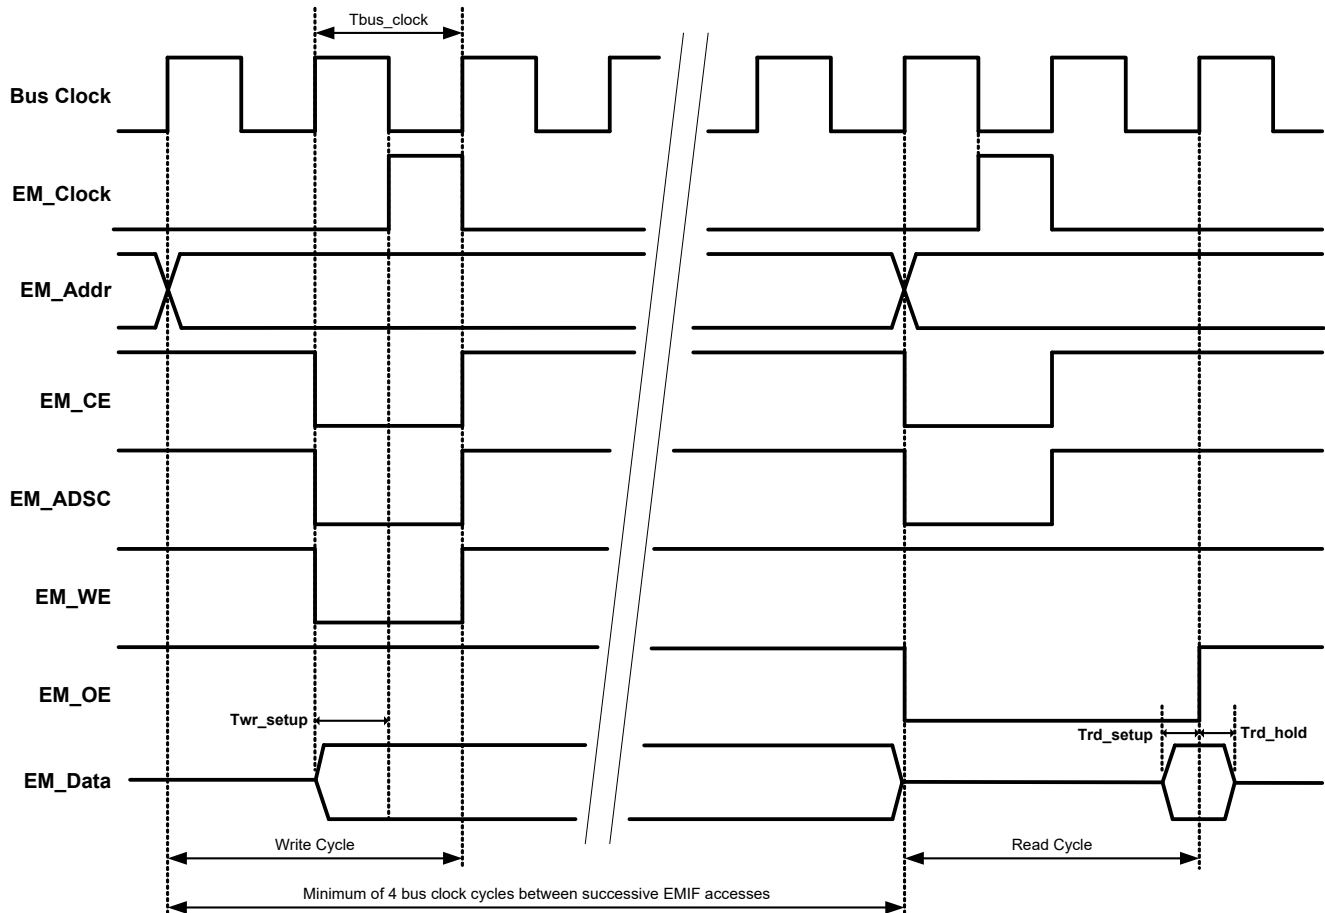 Tbus_clock
Bus Clock
EM_Clock
EM_Addr
EM_CE
EM_ADSC
EM_WE
EM_OE
Twr_setup
Trd_setup
Trd_hold
EM_Data
Write Cycle
Read Cycle
Minimum of 4 bus clock cycles between successive EMIF accesses